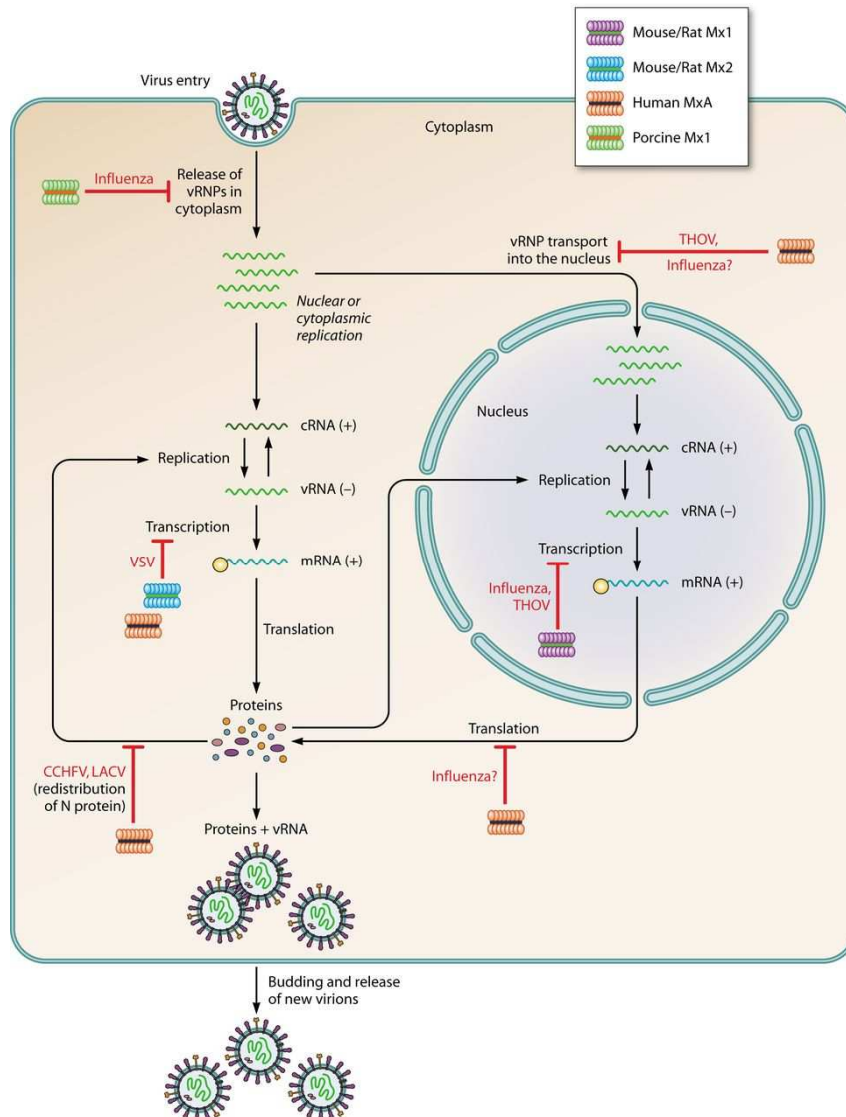 Mouse/Rat Mx1
Mouse/Rat Mx2
Human MxA
Porcine Mx1
Virus entry
Cytoplasm
Influenza
Release of
vRNPs in
cytoplasm
vRNP transport
into the nucleus
THOV,
Influenza?
Nuclear or
cytoplasmic
replication
Nucleus
cRNA (+)
Replication
vRNA (–)
Transcription
VSV
mRNA (+)
Translation
cRNA (+)
Replication
vRNA (–)
Transcription
Influenza,
THOV
mRNA (+)
Proteins
Translation
CCHFV, LACV
(redistribution
of N protein)
Influenza?
Proteins + vRNA
Budding and release
of new virions